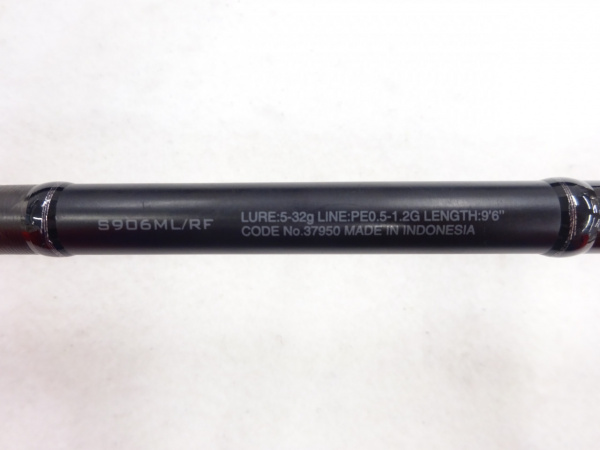 S906ML/RF
LURE:5-32g LINE:PE0.5-1.2G LENGTH:9'6"
CODE No.37950 MADE IN INDONESIA